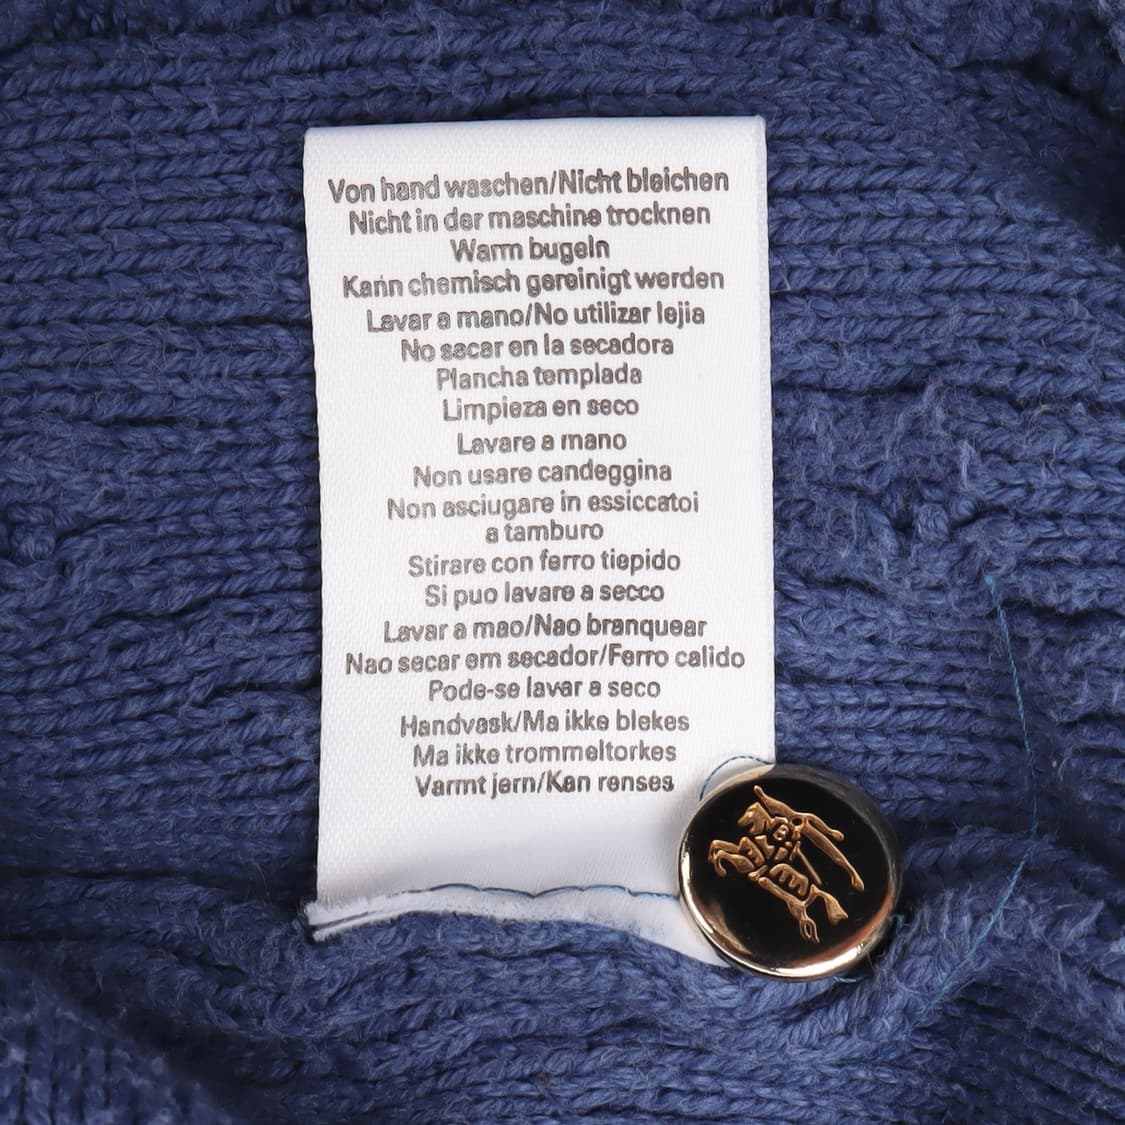 Von hand waschen/Nicht bleichen
Nicht in der maschine trocknen
Warm bugeln
Kann chemisch gereinigt werden
Lavar a mano/No utilizar lejia
No sacar en la secadora
Plancha templada
Limpieza en seco
Lavare a mano
Non usare candeggina
Non asciugare in essiccatoi
a tamburo
Stirare con ferro tiepido
Si puo lavare a secco
Lavar a mao/Nao branquear
Nao secar em secador/Ferro calido
Pode-se lavar a seco
Handvask/Ma ikke blekes
Ma ikke trommeltorkes
Varmt jern/Kan renses